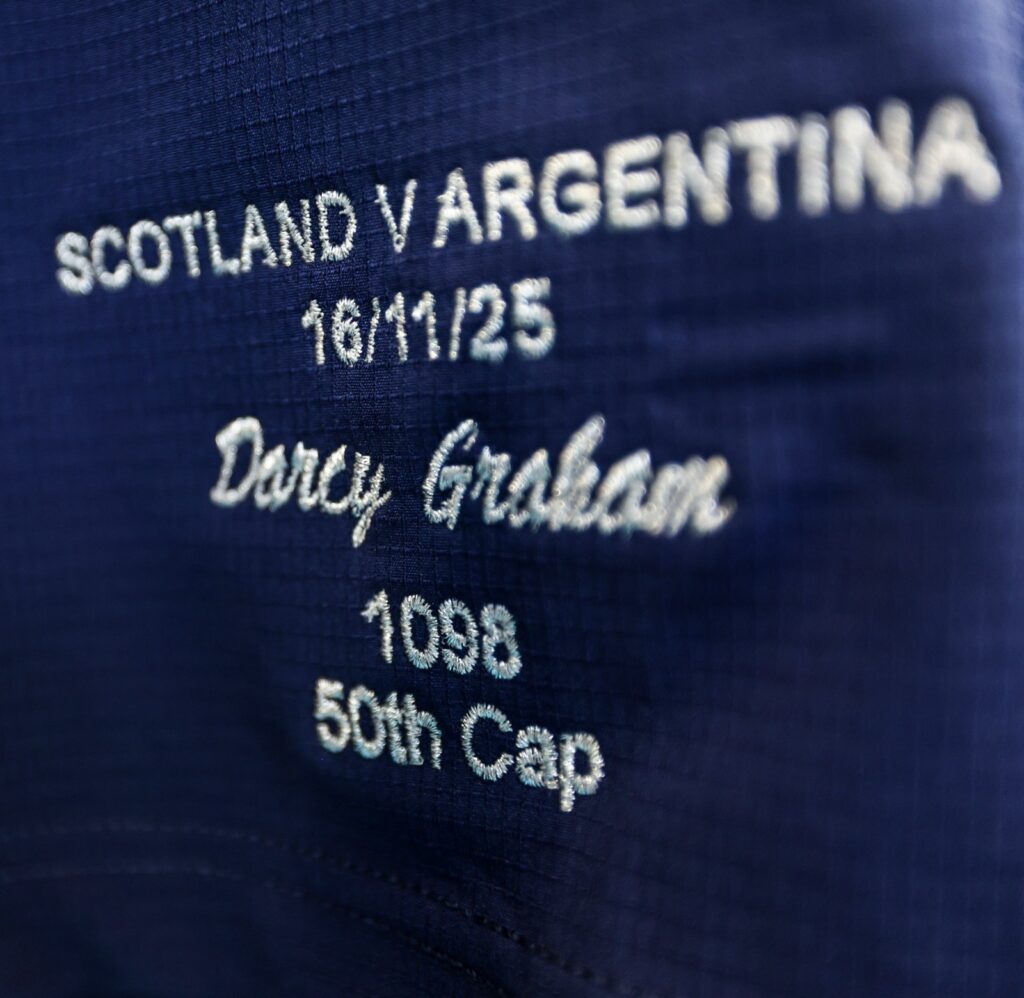 SCOTLAND V ARGENTINA
16/11/25
Darcy Graham
1098
50th Cap